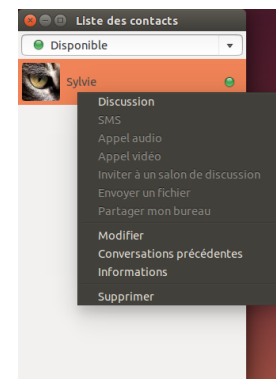 Liste des contacts
Disponible
Sylvie
Discussion
SMS
Appel audio
Appel vidéo
Inviter à un salon de discussion
Envoyer un fichier
Partager mon bureau
Modifier
Conversations précédentes
Informations
Supprimer